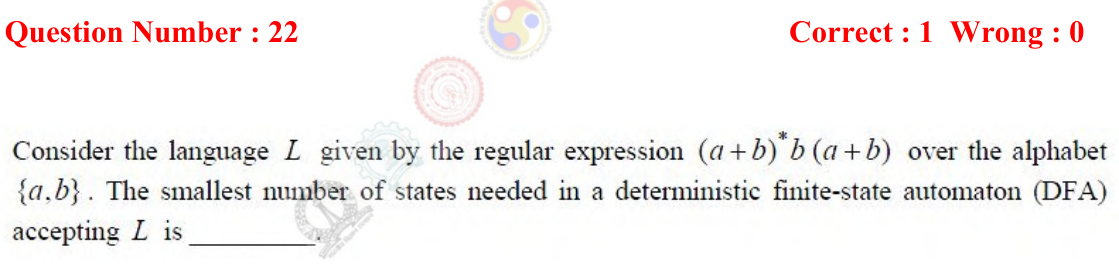 Question Number : 22 Correct : 1 Wrong : 0
Consider the language L given by the regular expression (a+b)*b(a+b) over the alphabet
{a,b}. The smallest number of states needed in a deterministic finite-state automaton (DFA)
accepting L is __________.